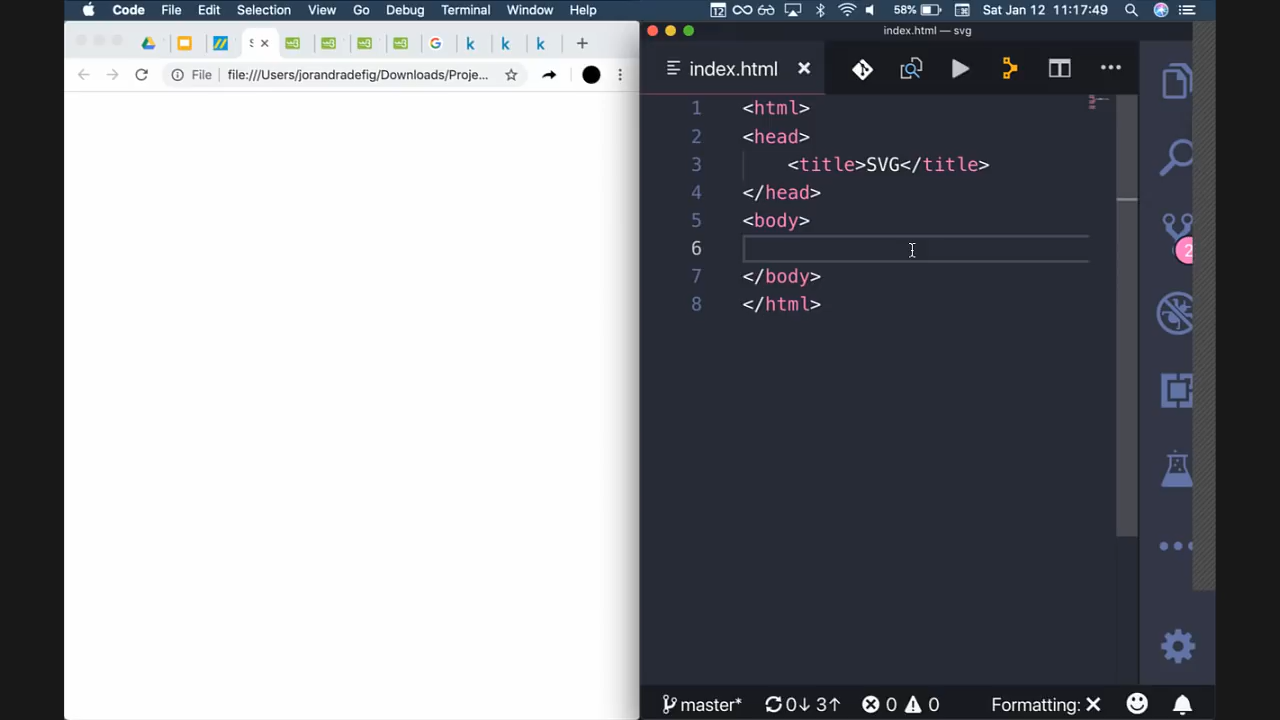 Code File Edit Selection View Go Debug Terminal Window Help 12 58% Sat Jan 12 11:17:49
index.html — svg
S
G k k k
File file:///Users/jorandradefig/Downloads/Proje...
index.html
1 <html>
2 <head>
3 <title>SVG</title>
4 </head>
5 <body>
6
7 </body>
8 </html>
2
master* 0↓ 3↑ 0 0 Formatting: ✕